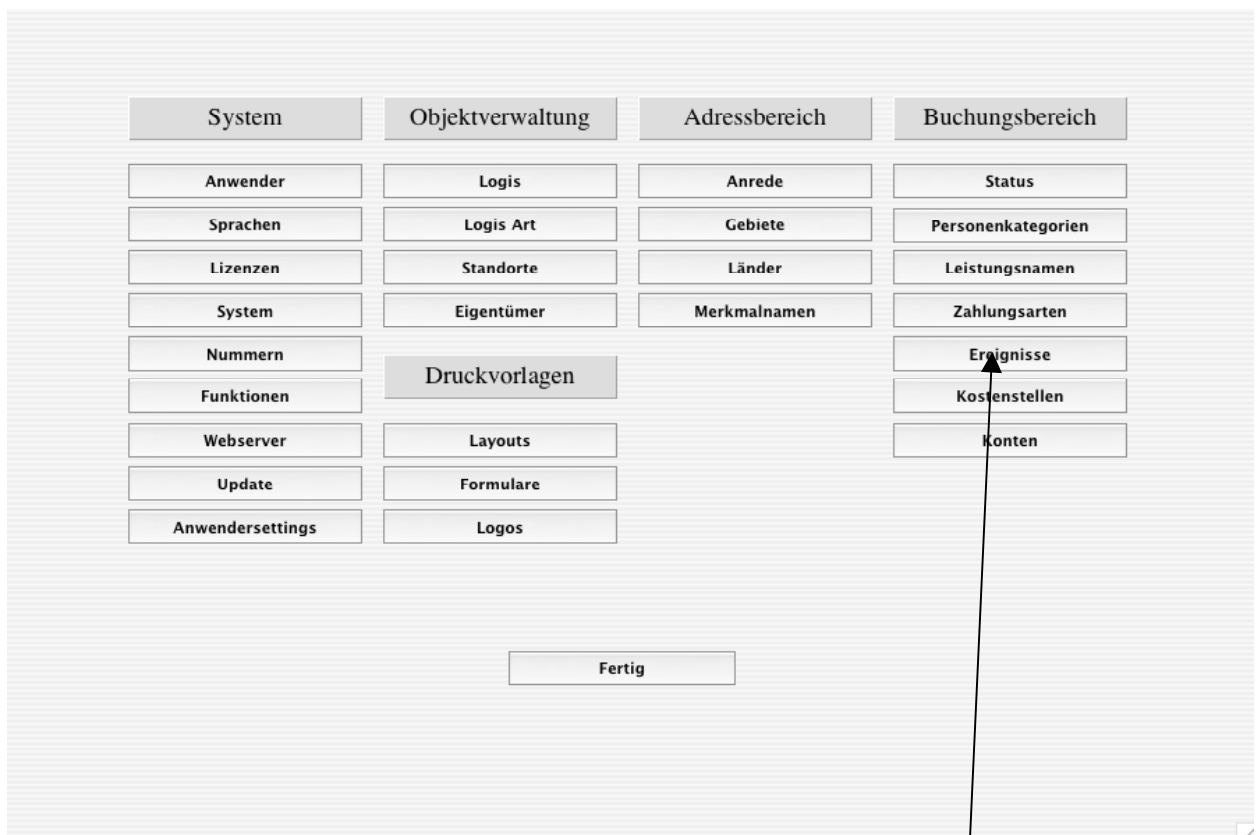 System
Anwender
Sprachen
Lizenzen
System
Nummern
Funktionen
Webserver
Update
Anwendersettings
Objektverwaltung
Logis
Logis Art
Standorte
Eigentümer
Druckvorlagen
Layouts
Formulare
Logos
Adressbereich
Anrede
Gebiete
Länder
Merkmalnamen
Buchungsbereich
Status
Personenkategorien
Leistungsnamen
Zahlungsarten
Ereignisse
Kostenstellen
Konten
Fertig